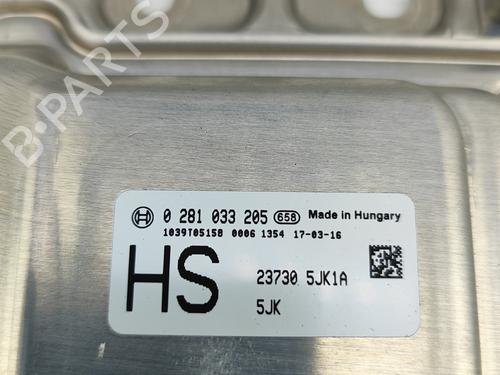 B-PARTS
0 281 033 205 658 Made in Hungary
1039T05158 0006 1354 17-03-16
HS
23730 5JK1A
5JK